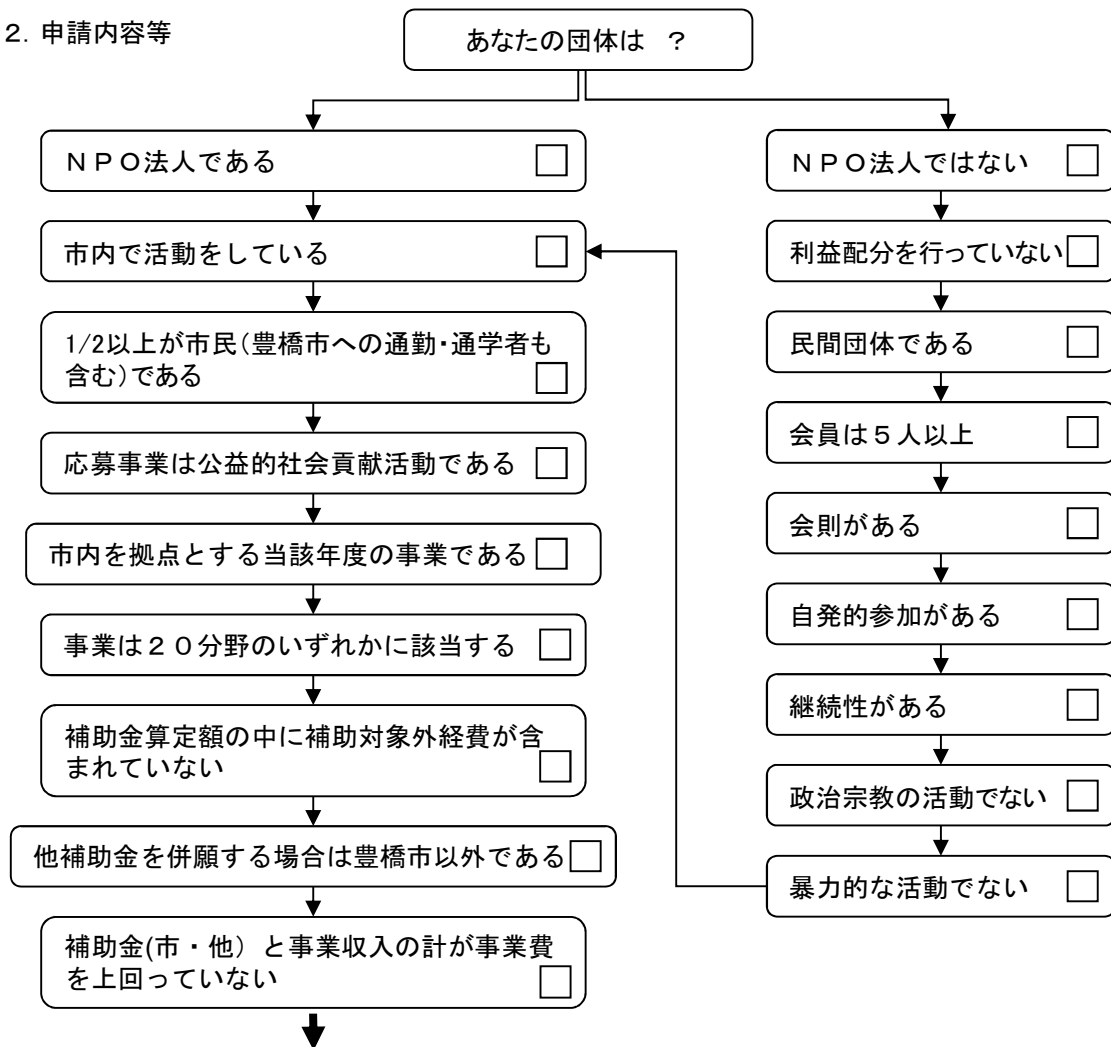 ２．申請内容等
あなたの団体は　？
ＮＰＯ法人である
市内で活動をしている
1/2以上が市民（豊橋市への通勤・通学者も
含む）である
応募事業は公益的社会貢献活動である
市内を拠点とする当該年度の事業である
事業は２０分野のいずれかに該当する
補助金算定額の中に補助対象外経費が含
まれていない
他補助金を併願する場合は豊橋市以外である
補助金(市・他）と事業収入の計が事業費
を上回っていない
ＮＰＯ法人ではない
利益配分を行っていない
民間団体である
会員は５人以上
会則がある
自発的参加がある
継続性がある
政治宗教の活動でない
暴力的な活動でない